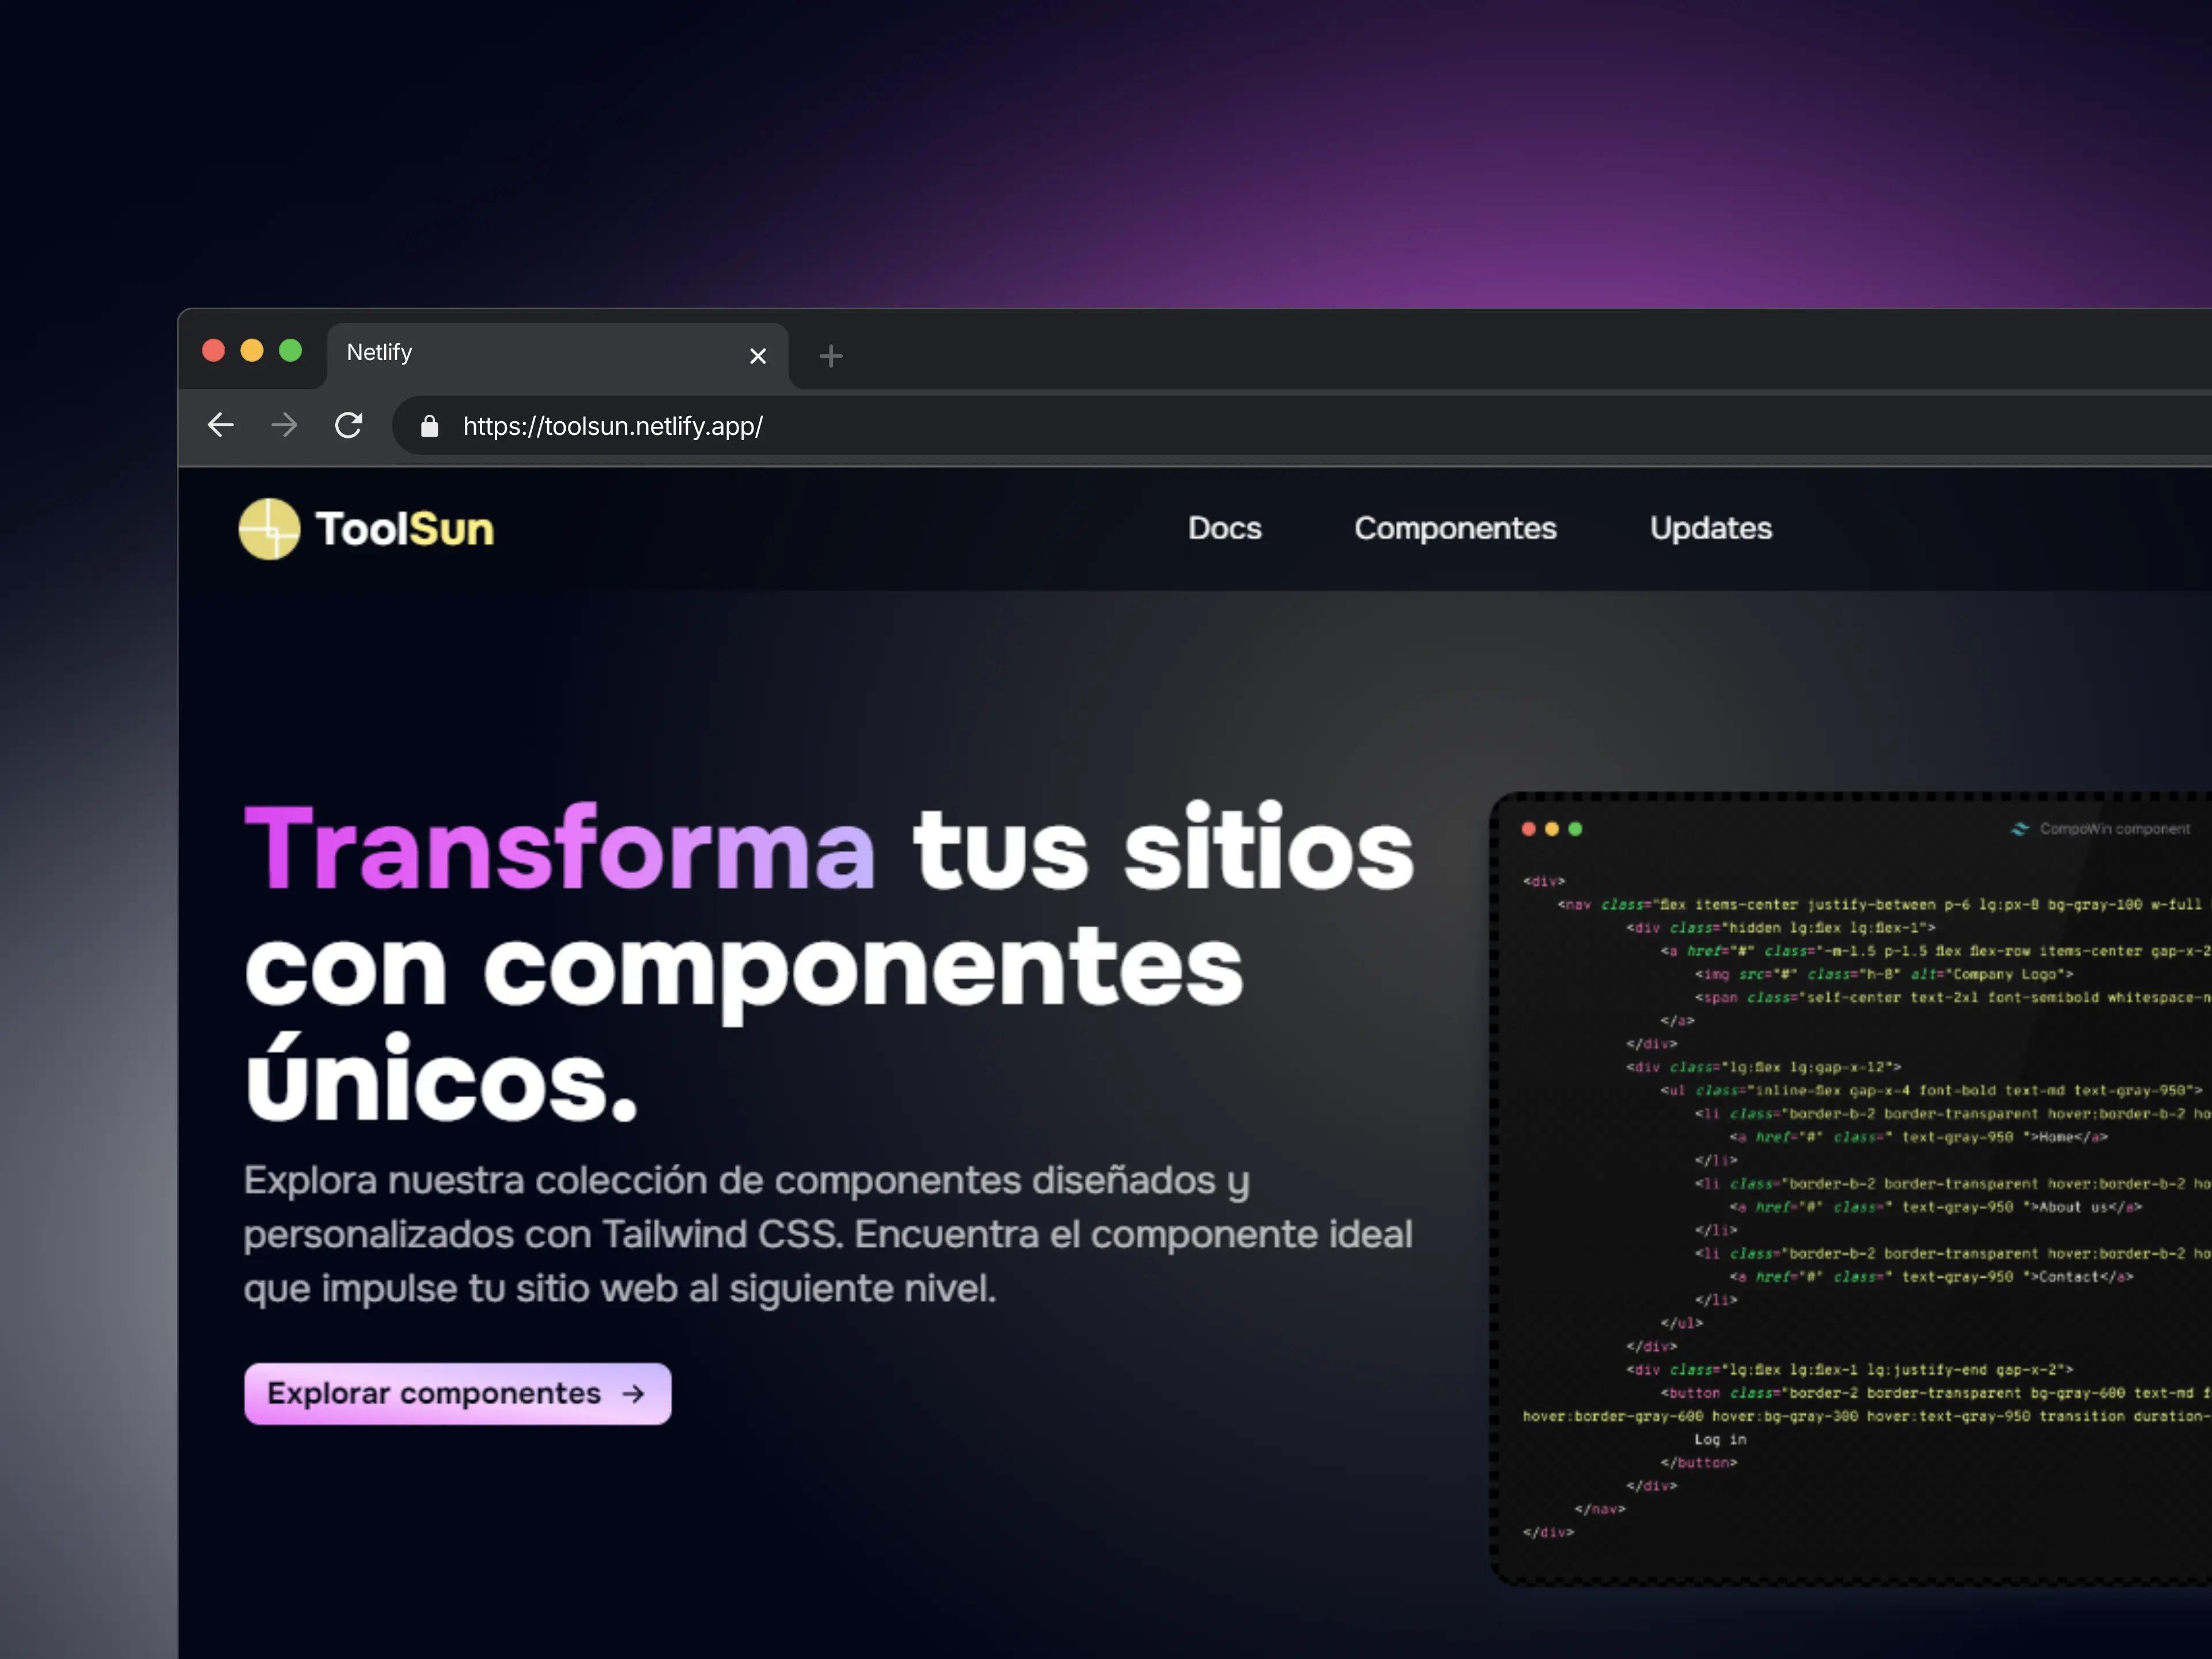 Netlify
https://toolsun.netlify.app/
ToolSun
Docs
Componentes
Updates
Transforma tus sitios
con componentes
únicos.
Explora nuestra colección de componentes diseñados y
personalizados con Tailwind CSS. Encuentra el componente ideal
que impulse tu sitio web al siguiente nivel.
Explorar componentes →
CompoWin component
<div>
<nav class="flex items-center justify-between p-6 lg:px-8 bg-gray-100 w-full
<div class="hidden lg:flex lg:flex-1">
<a href="#" class="-m-1.5 p-1.5 flex flex-row items-center gap-x-2
<img src="#" class="h-8" alt="Company Logo">
<span class="self-center text-2xl font-semibold whitespace-n
</a>
</div>
<div class="lg:flex lg:gap-x-12">
<ul class="inline-flex gap-x-4 font-bold text-md text-gray-950">
<li class="border-b-2 border-transparent hover:border-b-2 ho
<a href="#" class=" text-gray-950 ">Home</a>
</li>
<li class="border-b-2 border-transparent hover:border-b-2 ho
<a href="#" class=" text-gray-950 ">About us</a>
</li>
<li class="border-b-2 border-transparent hover:border-b-2 ho
<a href="#" class=" text-gray-950 ">Contact</a>
</li>
</ul>
</div>
<div class="lg:flex lg:flex-1 lg:justify-end gap-x-2">
<button class="border-2 border-transparent bg-gray-600 text-md f
hover:border-gray-600 hover:bg-gray-300 hover:text-gray-950 transition duration-
Log in
</button>
</div>
</nav>
</div>